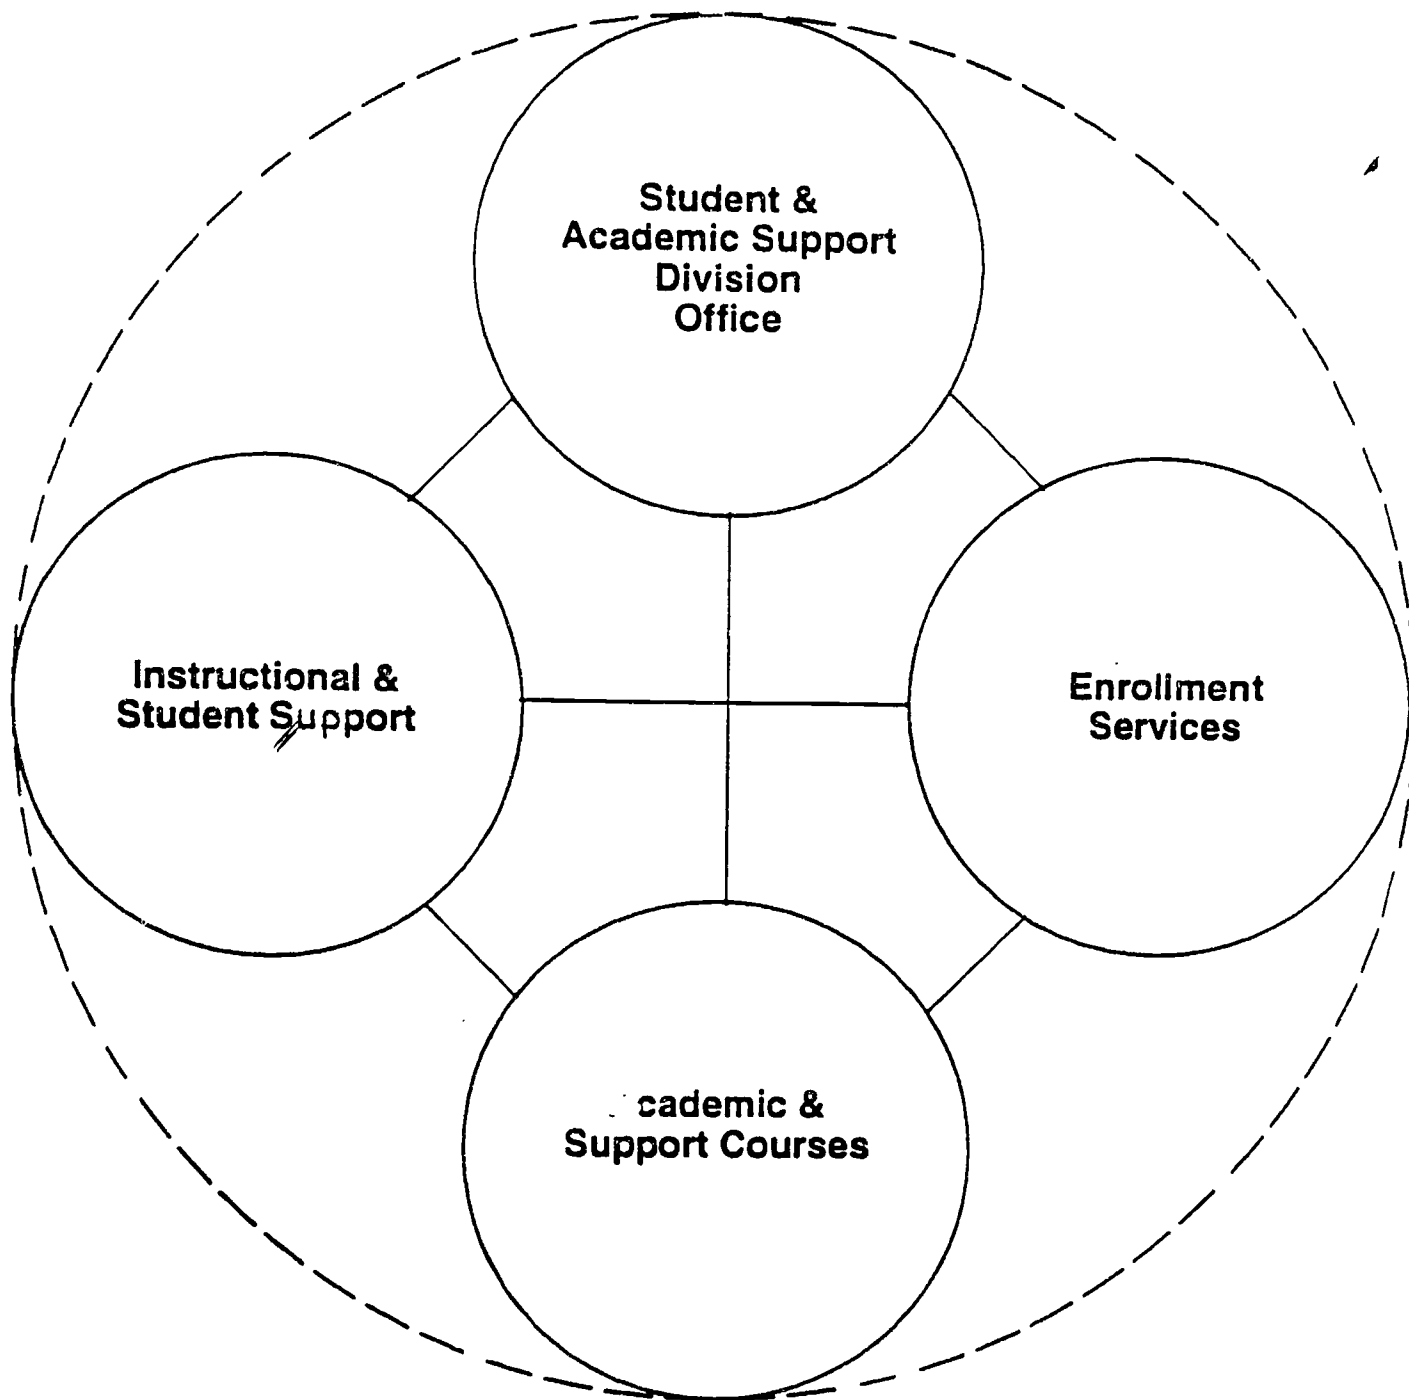 Student &
Academic Support
Division
Office
Instructional &
Student Support
Enrollment
Services
cademic &
Support Courses